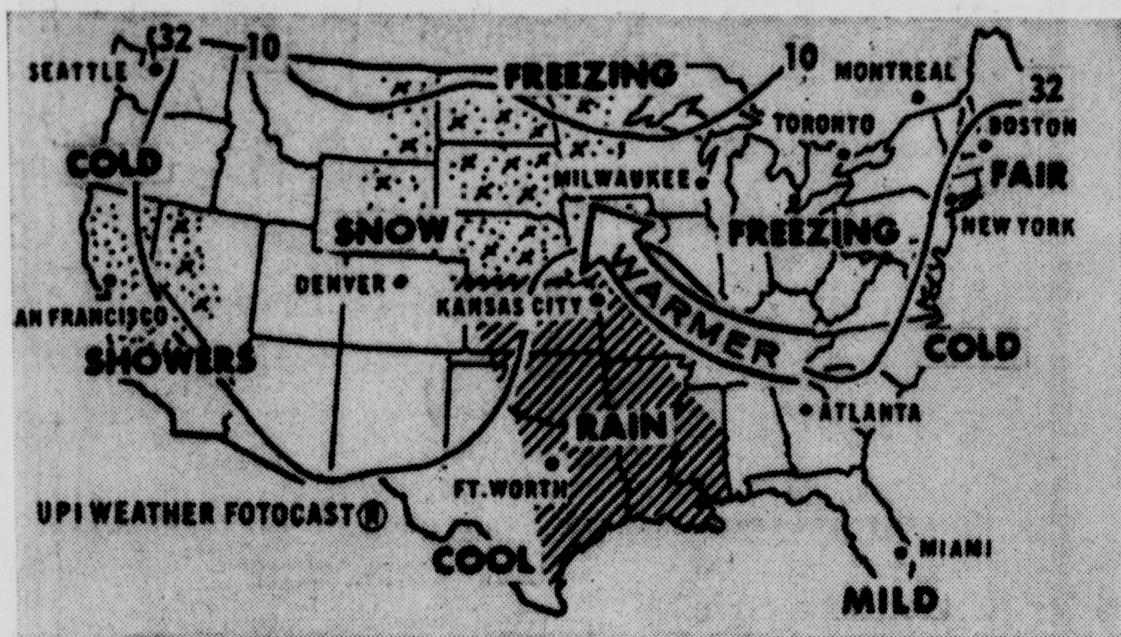 32
10
10
32
SEATTLE
FREEZING
MONTREAL
TORONTO
BOSTON
COLD
MILWAUKEE
FAIR
SNOW
FREEZING
NEW YORK
WARMER
DENVER
KANSAS CITY
AN FRANCISCO
SHOWERS
COLD
RAIN
ATLANTA
FT. WORTH
UPI WEATHER FOTOCAST®
COOL
MIAMI
MILD